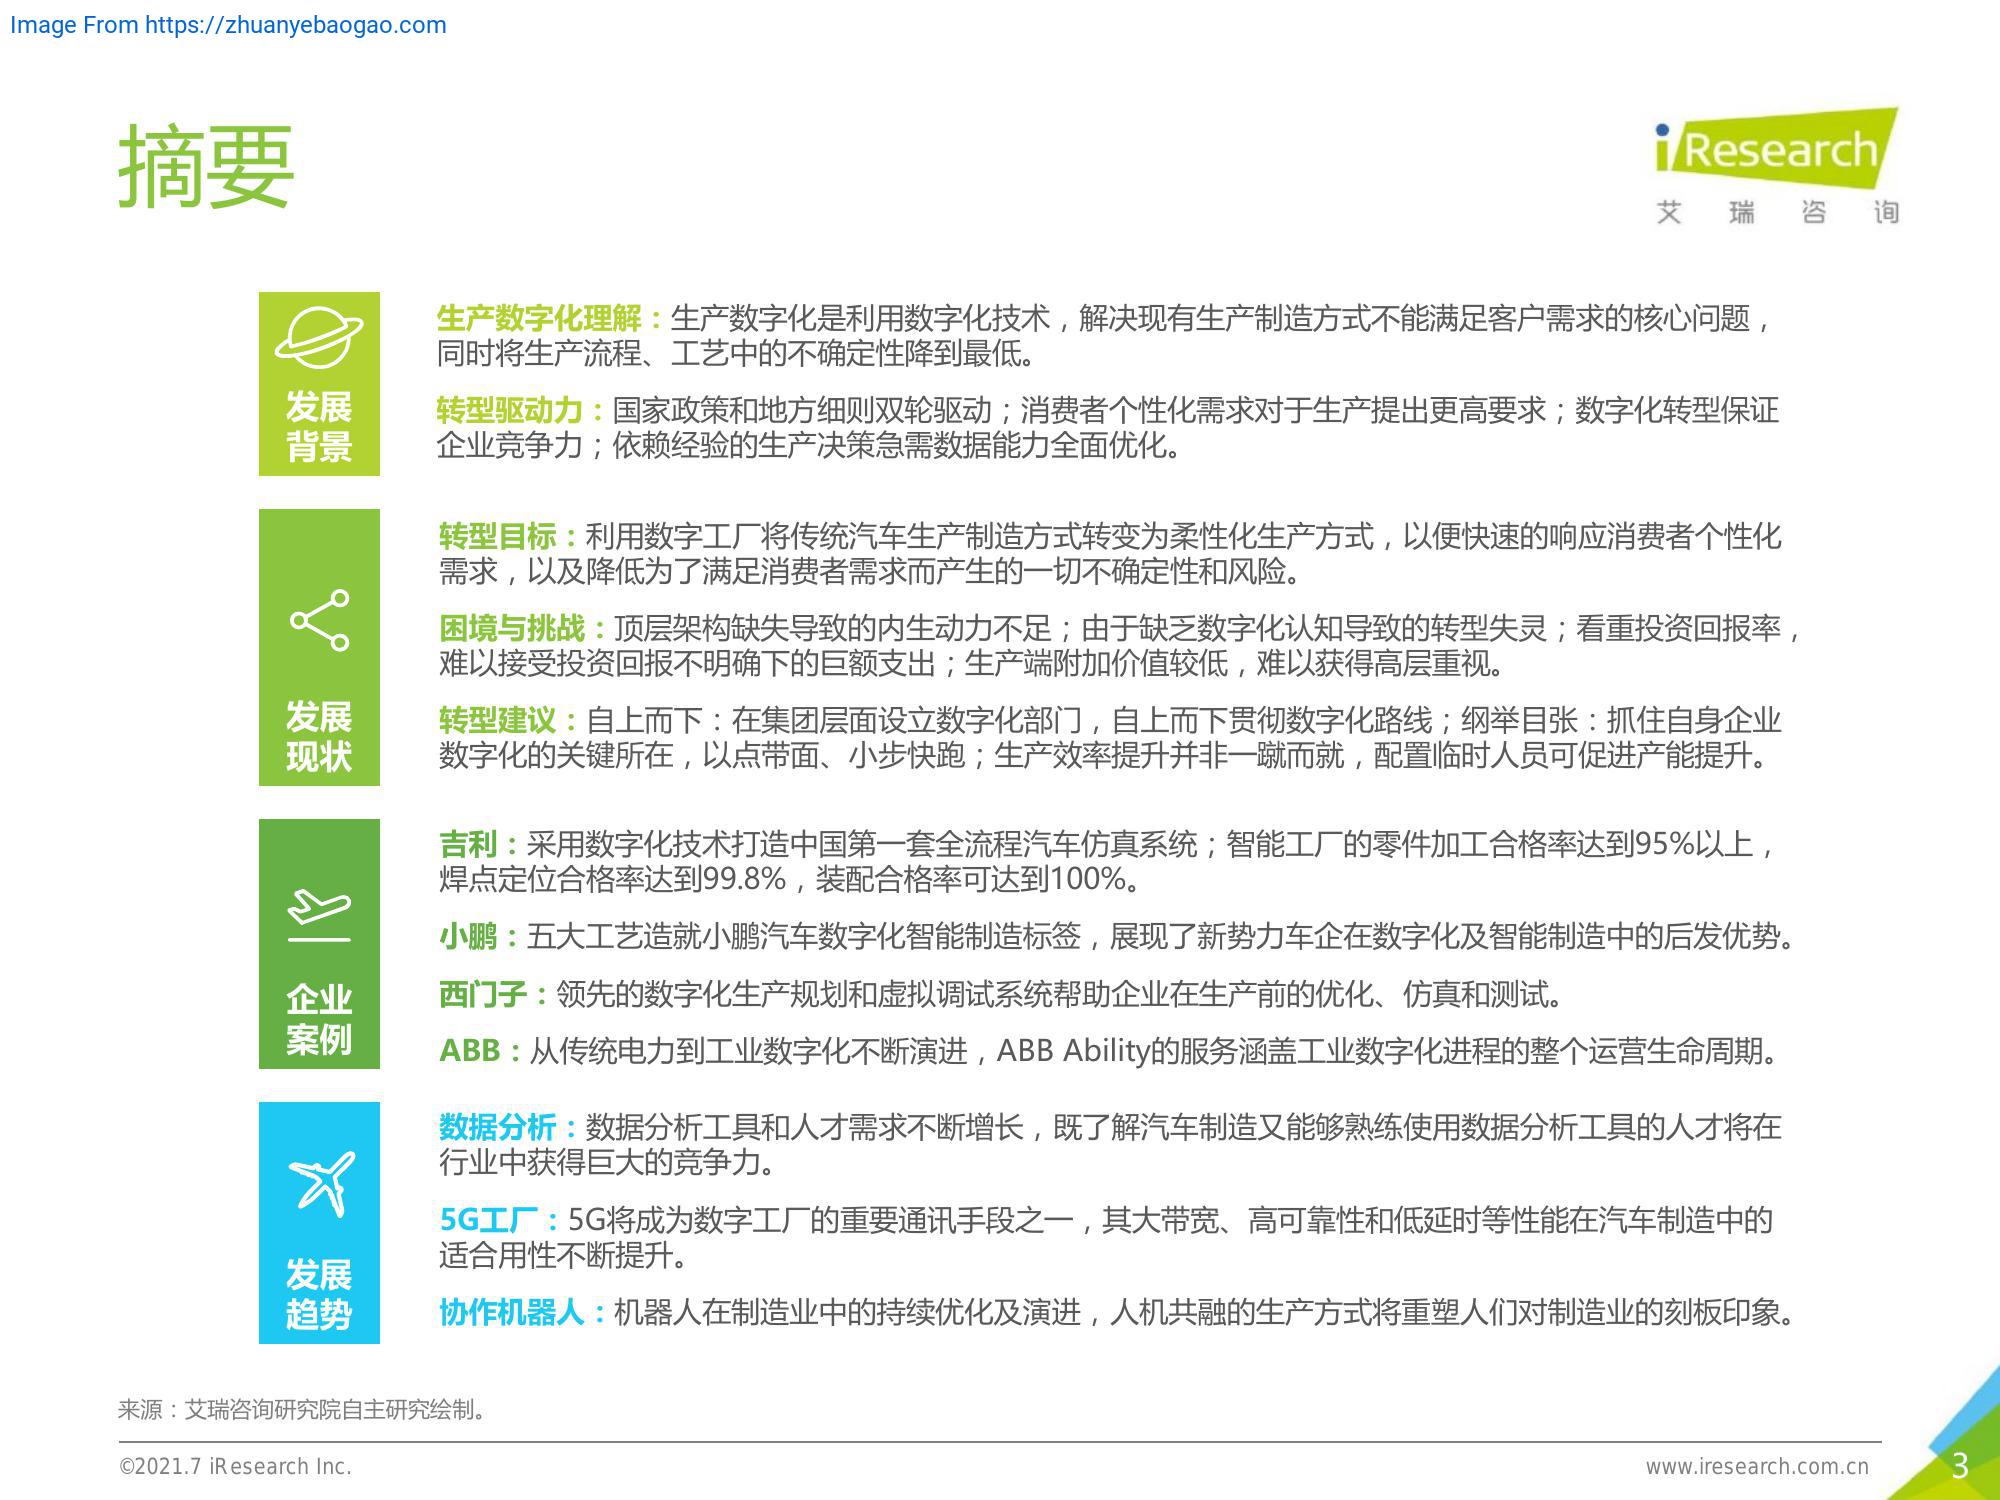 Image From https://zhuanyebaogao.com
摘要
iResearch
艾瑞咨询
发展
背景
生产数字化理解：生产数字化是利用数字化技术，解决现有生产制造方式不能满足客户需求的核心问题，
同时将生产流程、工艺中的不确定性降到最低。
转型驱动力：国家政策和地方细则双轮驱动；消费者个性化需求对于生产提出更高要求；数字化转型保证
企业竞争力；依赖经验的生产决策急需数据能力全面优化。
发展
现状
转型目标：利用数字工厂将传统汽车生产制造方式转变为柔性化生产方式，以便快速的响应消费者个性化
需求，以及降低为了满足消费者需求而产生的一切不确定性和风险。
困境与挑战：顶层架构缺失导致的内生动力不足；由于缺乏数字化认知导致的转型失灵；看重投资回报率，
难以接受投资回报不明确下的巨额支出；生产端附加价值较低，难以获得高层重视。
转型建议：自上而下：在集团层面设立数字化部门，自上而下贯彻数字化路线；纲举目张：抓住自身企业
数字化的关键所在，以点带面、小步快跑；生产效率提升并非一蹴而就，配置临时人员可促进产能提升。
企业
案例
吉利：采用数字化技术打造中国第一套全流程汽车仿真系统；智能工厂的零件加工合格率达到95%以上，
焊点定位合格率达到99.8%，装配合格率可达到100%。
小鹏：五大工艺造就小鹏汽车数字化智能制造标签，展现了新势力车企在数字化及智能制造中的后发优势。
西门子：领先的数字化生产规划和虚拟调试系统帮助企业在生产前的优化、仿真和测试。
ABB：从传统电力到工业数字化不断演进，ABB Ability的服务涵盖工业数字化进程的整个运营生命周期。
发展
趋势
数据分析：数据分析工具和人才需求不断增长，既了解汽车制造又能够熟练使用数据分析工具的人才将在
行业中获得巨大的竞争力。
5G工厂：5G将成为数字工厂的重要通讯手段之一，其大带宽、高可靠性和低延时等性能在汽车制造中的
适合用性不断提升。
协作机器人：机器人在制造业中的持续优化及演进，人机共融的生产方式将重塑人们对制造业的刻板印象。
来源：艾瑞咨询研究院自主研究绘制。
©2021.7 iResearch Inc.
www.iresearch.com.cn
3